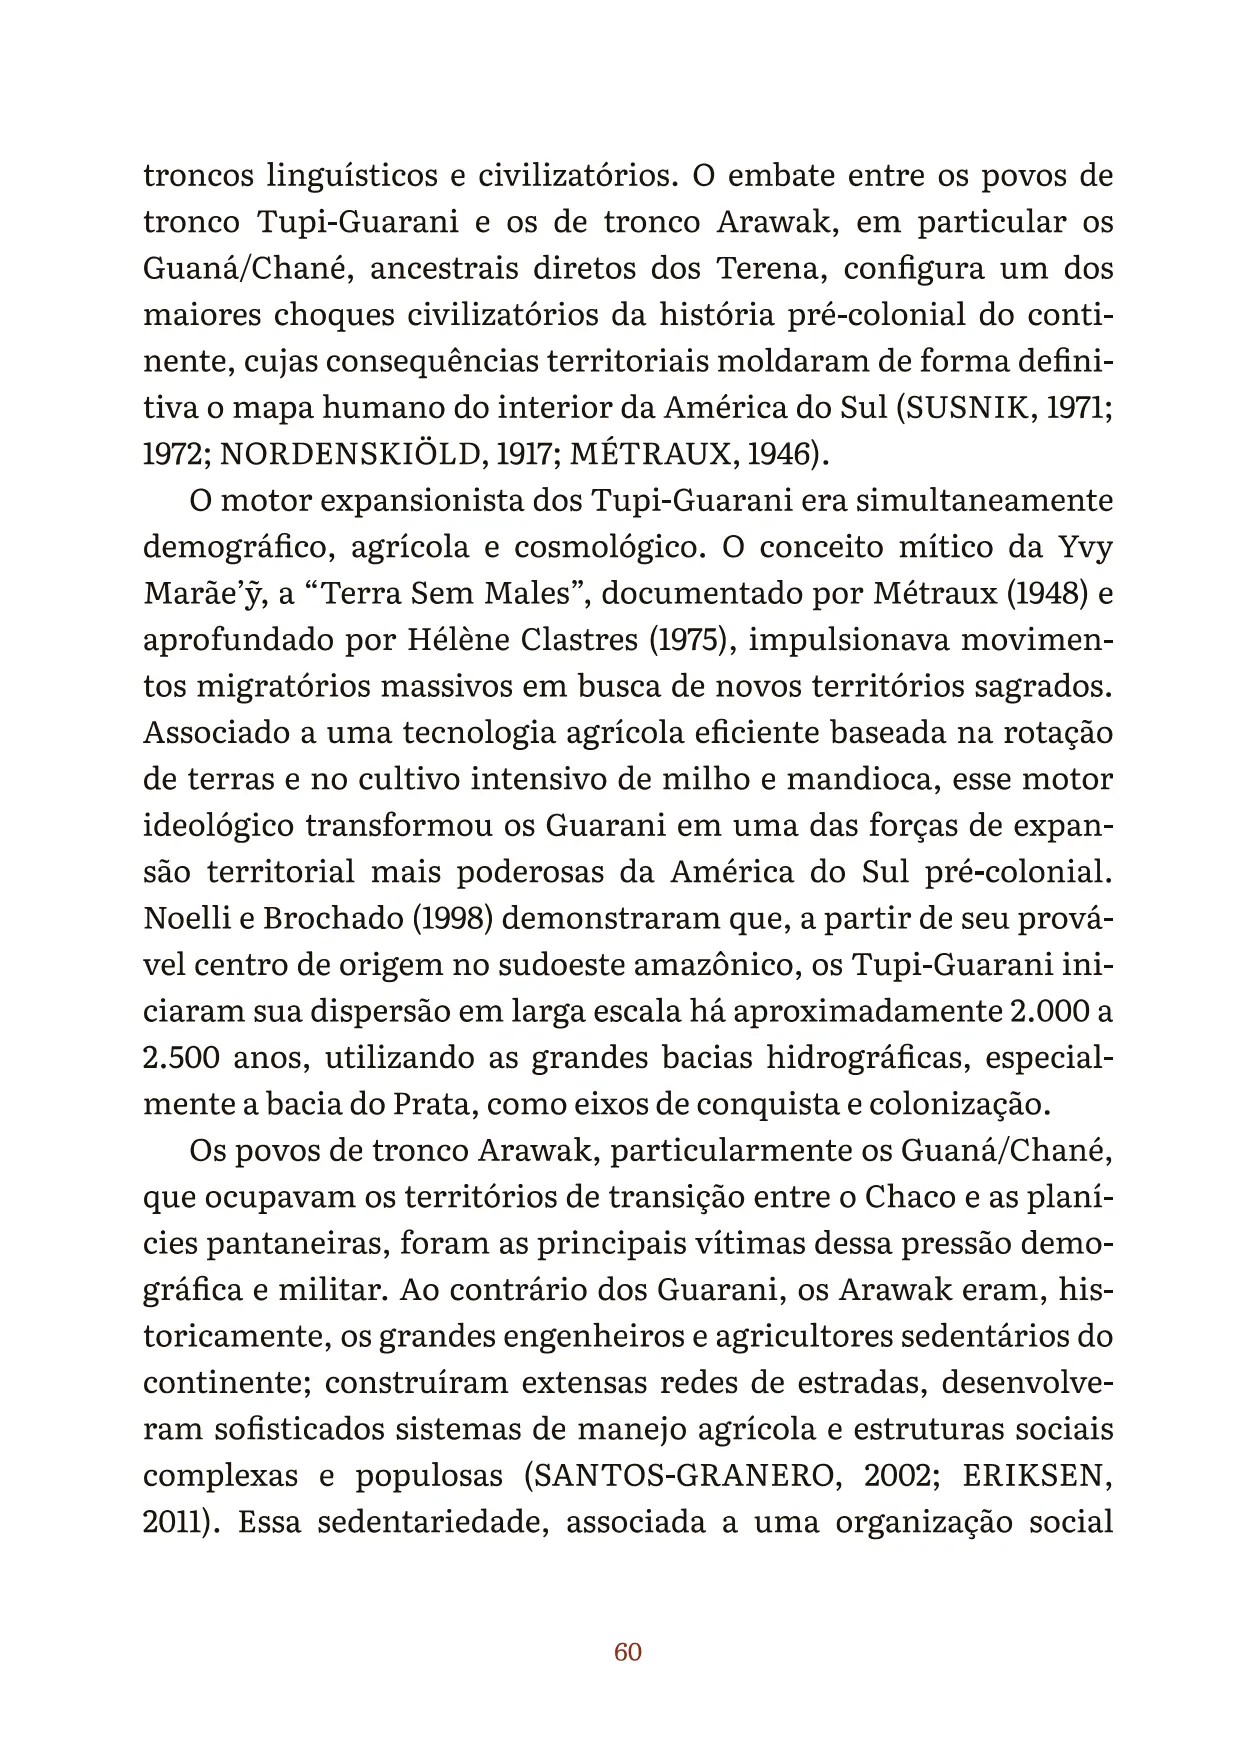 troncos linguísticos e civilizatórios. O embate entre os povos de
tronco Tupi-Guarani e os de tronco Arawak, em particular os
Guaná/Chané, ancestrais diretos dos Terena, configura um dos
maiores choques civilizatórios da história pré-colonial do conti-
nente, cujas consequências territoriais moldaram de forma defini-
tiva o mapa humano do interior da América do Sul (SUSNIK, 1971;
1972; NORDENSKIÖLD, 1917; MÉTRAUX, 1946).
O motor expansionista dos Tupi-Guarani era simultaneamente
demográfico, agrícola e cosmológico. O conceito mítico da Yvy
Marãe’ỹ, a “Terra Sem Males”, documentado por Métraux (1948) e
aprofundado por Hélène Clastres (1975), impulsionava movimen-
tos migratórios massivos em busca de novos territórios sagrados.
Associado a uma tecnologia agrícola eficiente baseada na rotação
de terras e no cultivo intensivo de milho e mandioca, esse motor
ideológico transformou os Guarani em uma das forças de expan-
são territorial mais poderosas da América do Sul pré-colonial.
Noelli e Brochado (1998) demonstraram que, a partir de seu prová-
vel centro de origem no sudoeste amazônico, os Tupi-Guarani ini-
ciaram sua dispersão em larga escala há aproximadamente 2.000 a
2.500 anos, utilizando as grandes bacias hidrográficas, especial-
mente a bacia do Prata, como eixos de conquista e colonização.
Os povos de tronco Arawak, particularmente os Guaná/Chané,
que ocupavam os territórios de transição entre o Chaco e as planí-
cies pantaneiras, foram as principais vítimas dessa pressão demo-
gráfica e militar. Ao contrário dos Guarani, os Arawak eram, his-
toricamente, os grandes engenheiros e agricultores sedentários do
continente; construíram extensas redes de estradas, desenvolve-
ram sofisticados sistemas de manejo agrícola e estruturas sociais
complexas e populosas (SANTOS-GRANERO, 2002; ERIKSEN,
2011). Essa sedentariedade, associada a uma organização social
60